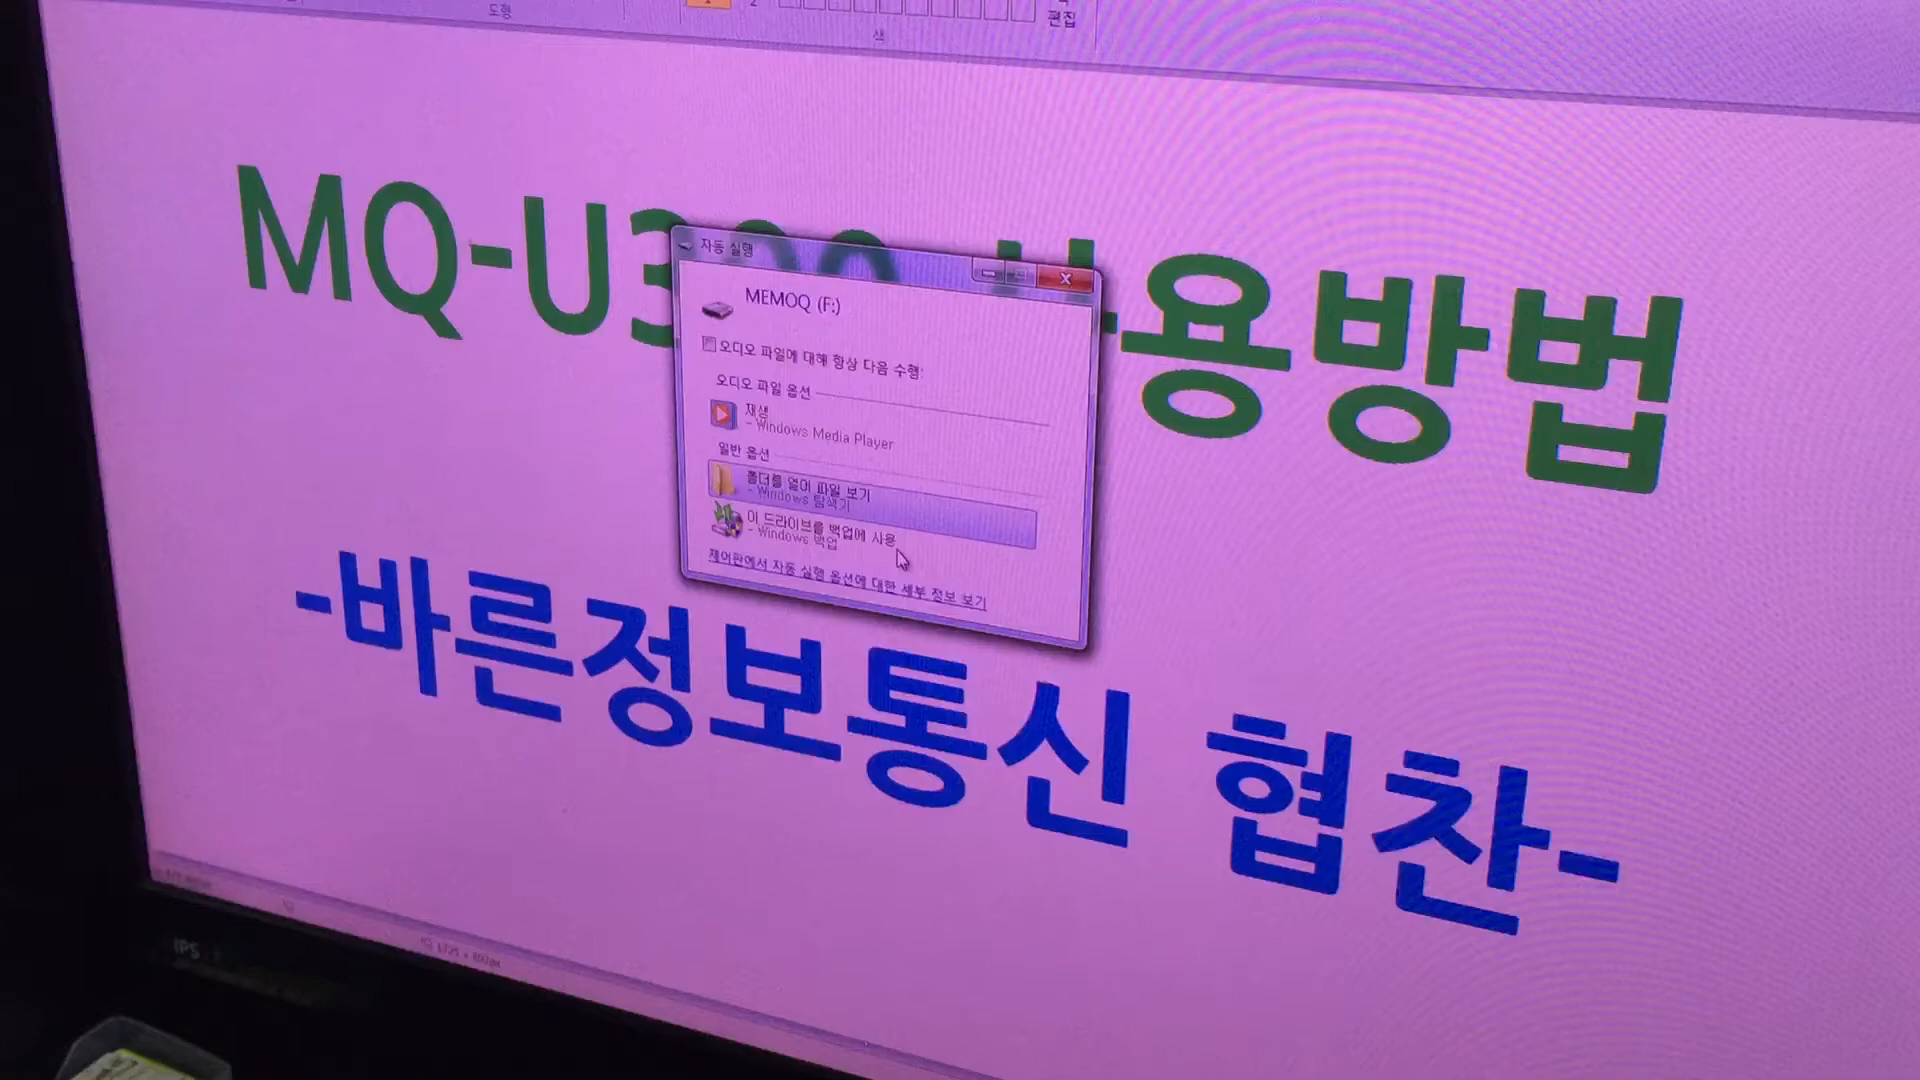 도형
1
2
색
편집
MQ-U3 용방법
자동 실행
MEMOQ (F:)
오디오 파일에 대해 항상 다음 수행:
오디오 파일 옵션
재생
- Windows Media Player
일반 옵션
폴더를 열어 파일 보기
- Windows 탐색기
이 드라이브를 백업에 사용
- Windows 백업
제어판에서 자동 실행 옵션에 대한 세부 정보 보기
-바른정보통신 협찬-
IPS